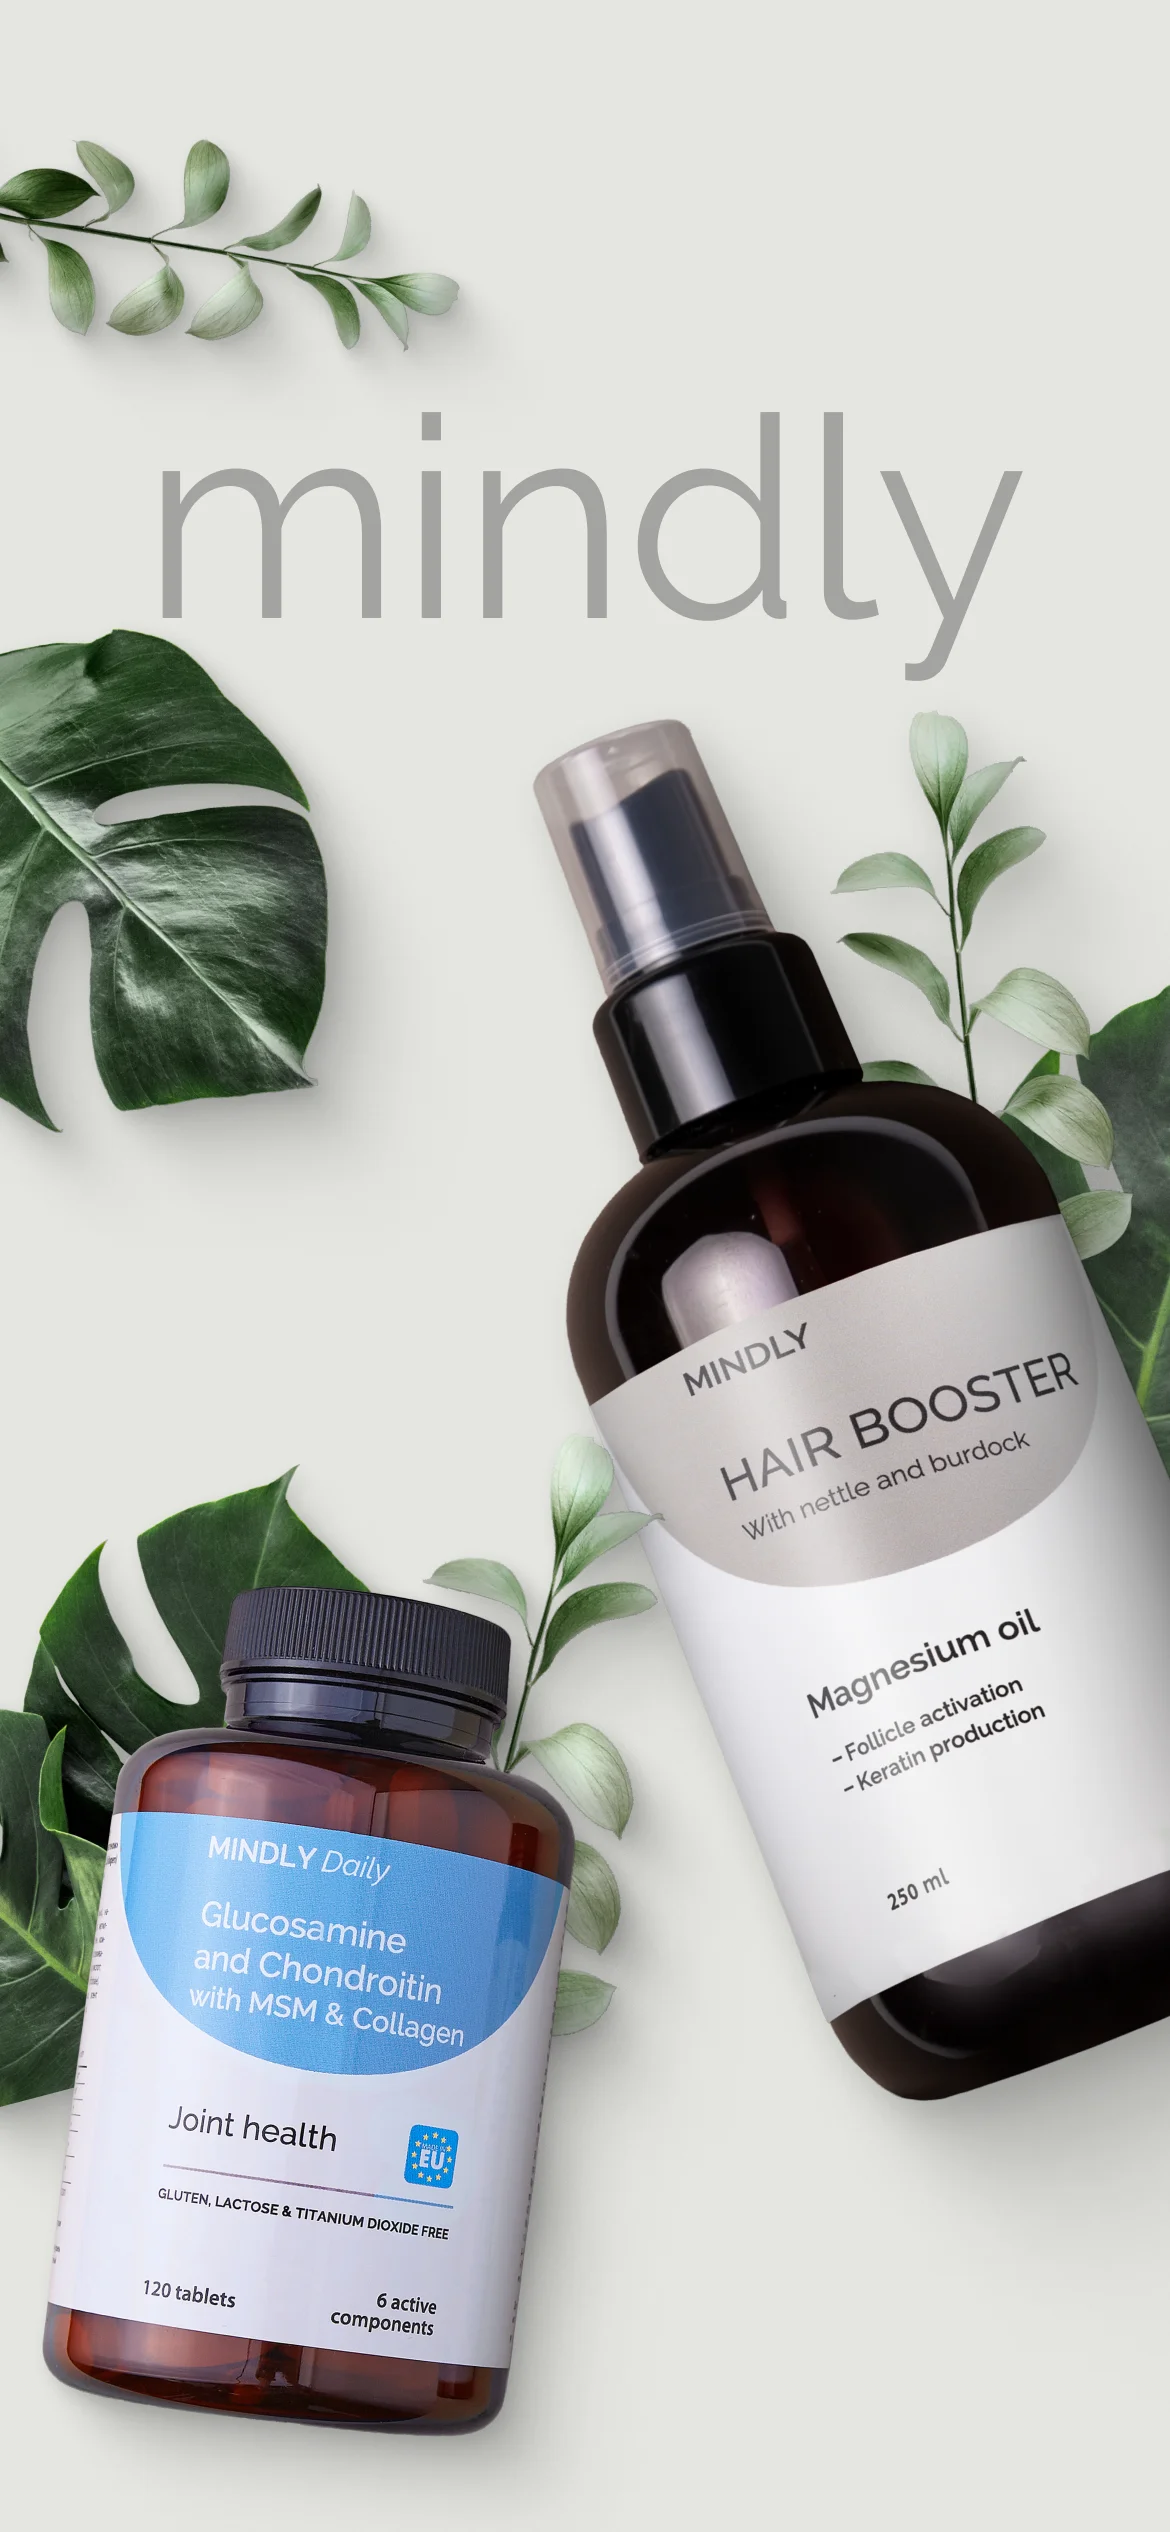 mindly
MINDLY
HAIR BOOSTER
With nettle and burdock
Magnesium oil
– Follicle activation
– Keratin production
250 ml
MINDLY Daily
Glucosamine
and Chondroitin
with MSM & Collagen
Joint health
MADE IN
EU
GLUTEN, LACTOSE & TITANIUM DIOXIDE FREE
120 tablets
6 active
components